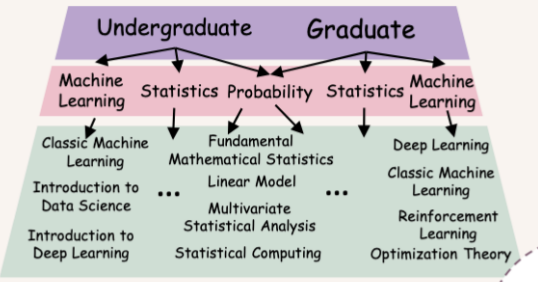 Undergraduate
Graduate
Machine
Learning
Statistics
Probability
Statistics
Machine
Learning
Classic Machine
Learning
Introduction to
Data Science
Introduction to
Deep Learning
...
Fundamental
Mathematical Statistics
Linear Model
Multivariate
Statistical Analysis
Statistical Computing
...
Deep Learning
Classic Machine
Learning
Reinforcement
Learning
Optimization Theory